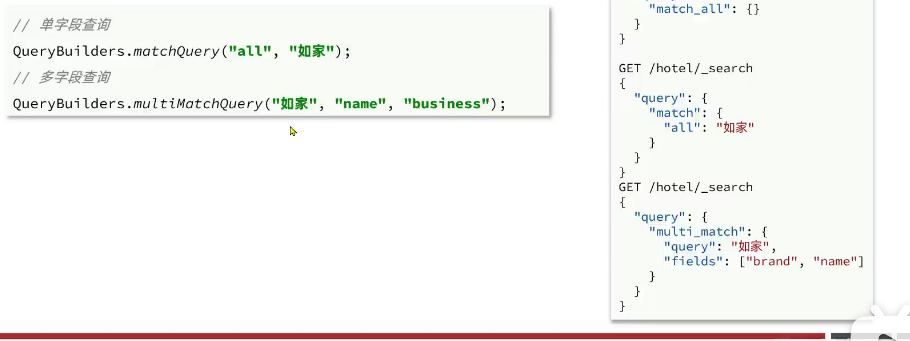 // 单字段查询
QueryBuilders.matchQuery("all", "如家");
// 多字段查询
QueryBuilders.multiMatchQuery("如家", "name", "business");
"match_all": {}
}
}
GET /hotel/_search
{
"query": {
"match": {
"all": "如家"
}
}
}
GET /hotel/_search
{
"query": {
"multi_match": {
"query": "如家",
"fields": ["brand", "name"]
}
}
}